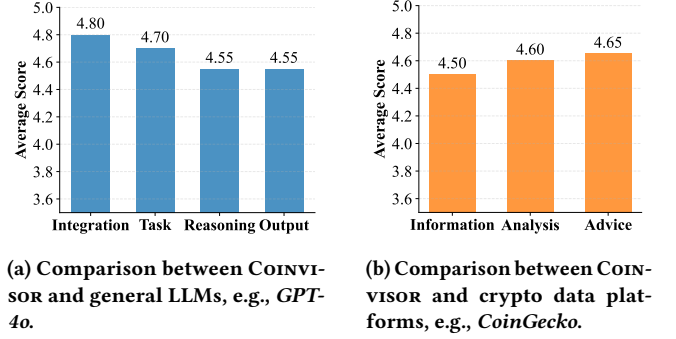 5.0
4.8
4.6
4.4
4.2
4.0
3.8
3.6
Average Score
4.80
4.70
4.55
4.55
Integration Task Reasoning Output
(a) Comparison between COINVI-
SOR and general LLMs, e.g., GPT-
4o.
5.0
4.8
4.6
4.4
4.2
4.0
3.8
3.6
Average Score
4.50
4.60
4.65
Information Analysis Advice
(b) Comparison between COIN-
VISOR and crypto data plat-
forms, e.g., CoinGecko.